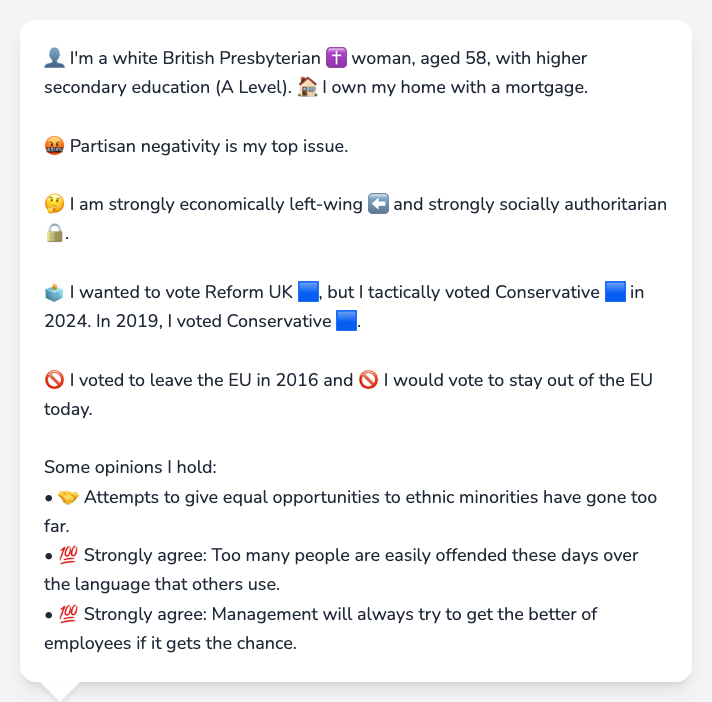 👤 I'm a white British Presbyterian ✝️ woman, aged 58, with higher
secondary education (A Level). 🏠 I own my home with a mortgage.
🤬 Partisan negativity is my top issue.
🤔 I am strongly economically left-wing ⬅️ and strongly socially authoritarian
🔒.
🗳️ I wanted to vote Reform UK 🟦, but I tactically voted Conservative 🟦 in
2024. In 2019, I voted Conservative 🟦.
🚫 I voted to leave the EU in 2016 and 🚫 I would vote to stay out of the EU
today.
Some opinions I hold:
• 🤝 Attempts to give equal opportunities to ethnic minorities have gone too
far.
• 💯 Strongly agree: Too many people are easily offended these days over
the language that others use.
• 💯 Strongly agree: Management will always try to get the better of
employees if it gets the chance.